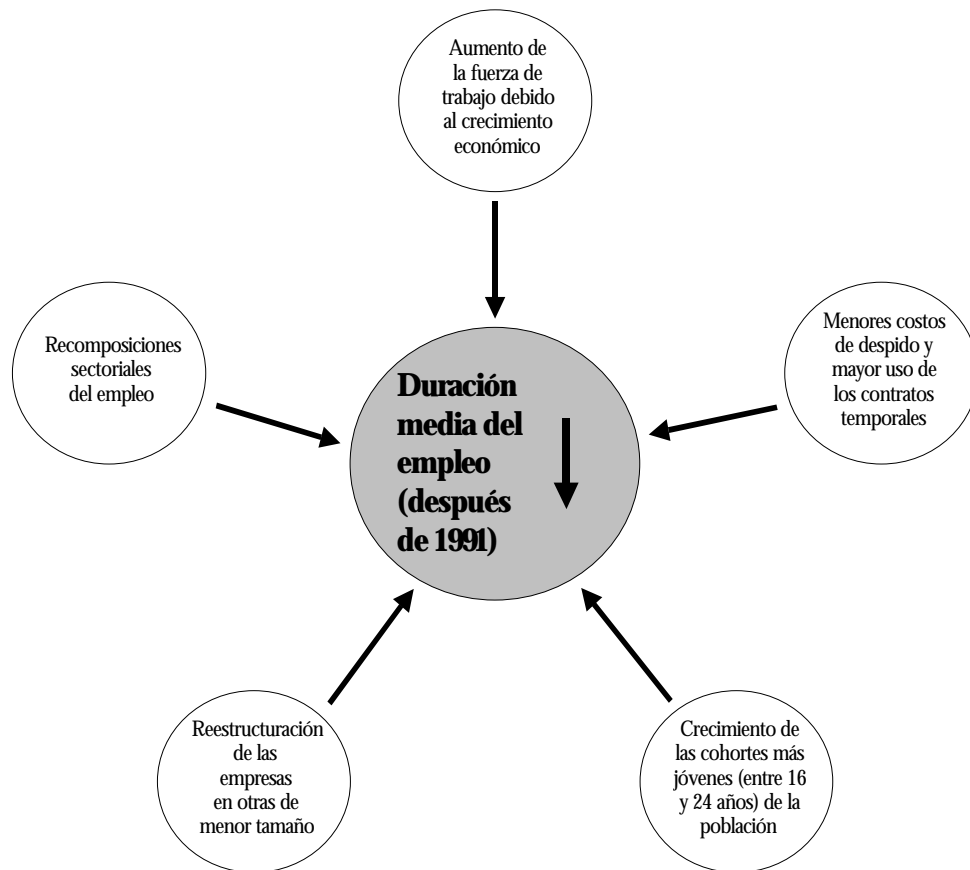 Aumento de
la fuerza de
trabajo debido
al crecimiento
económico
Recomposiciones
sectoriales
del empleo
Menores costos
de despido y
mayor uso de
los contratos
temporales
Duración
media del
empleo
(después
de 1991)
Reestructuración
de las
empresas
en otras de
menor tamaño
Crecimiento de
las cohortes más
jóvenes (entre 16
y 24 años) de la
población